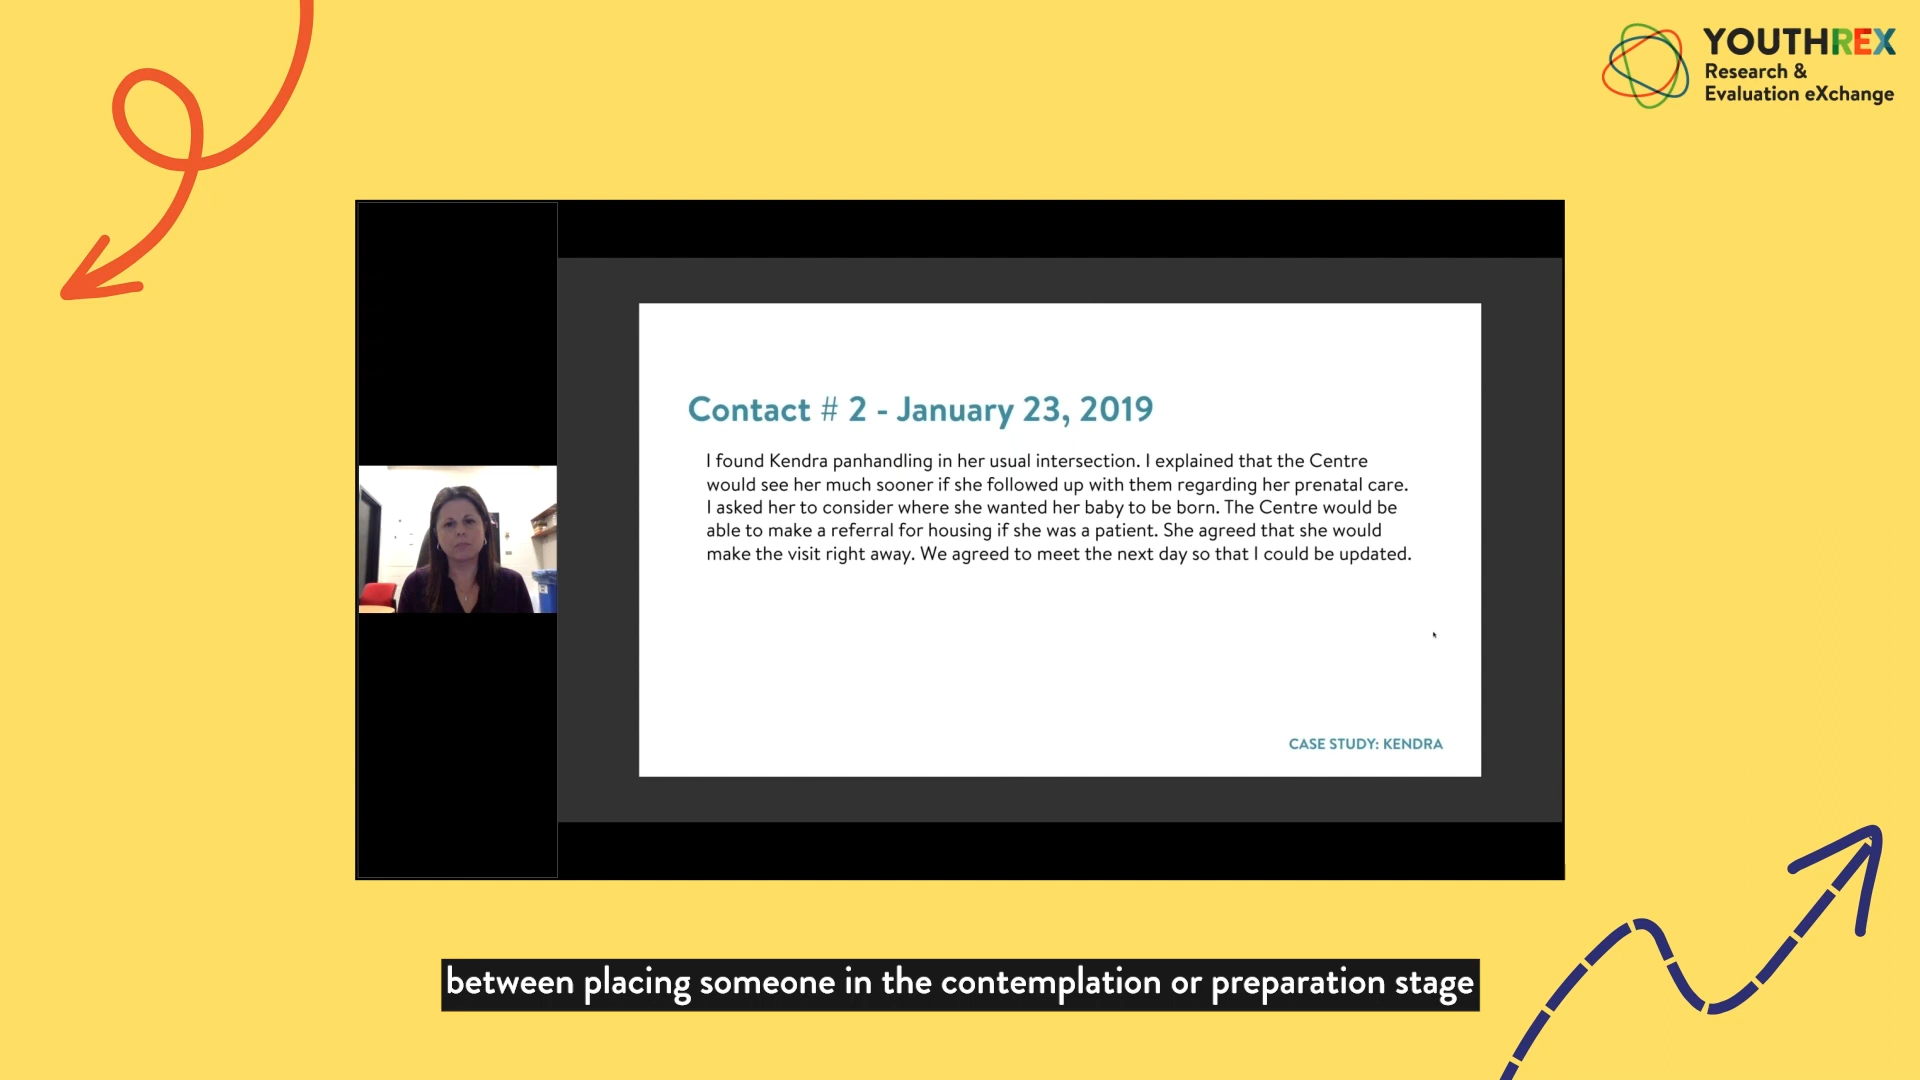 YOUTHREX
Research &
Evaluation eXchange
Contact # 2 - January 23, 2019
I found Kendra panhandling in her usual intersection. I explained that the Centre
would see her much sooner if she followed up with them regarding her prenatal care.
I asked her to consider where she wanted her baby to be born. The Centre would be
able to make a referral for housing if she was a patient. She agreed that she would
make the visit right away. We agreed to meet the next day so that I could be updated.
CASE STUDY: KENDRA
between placing someone in the contemplation or preparation stage